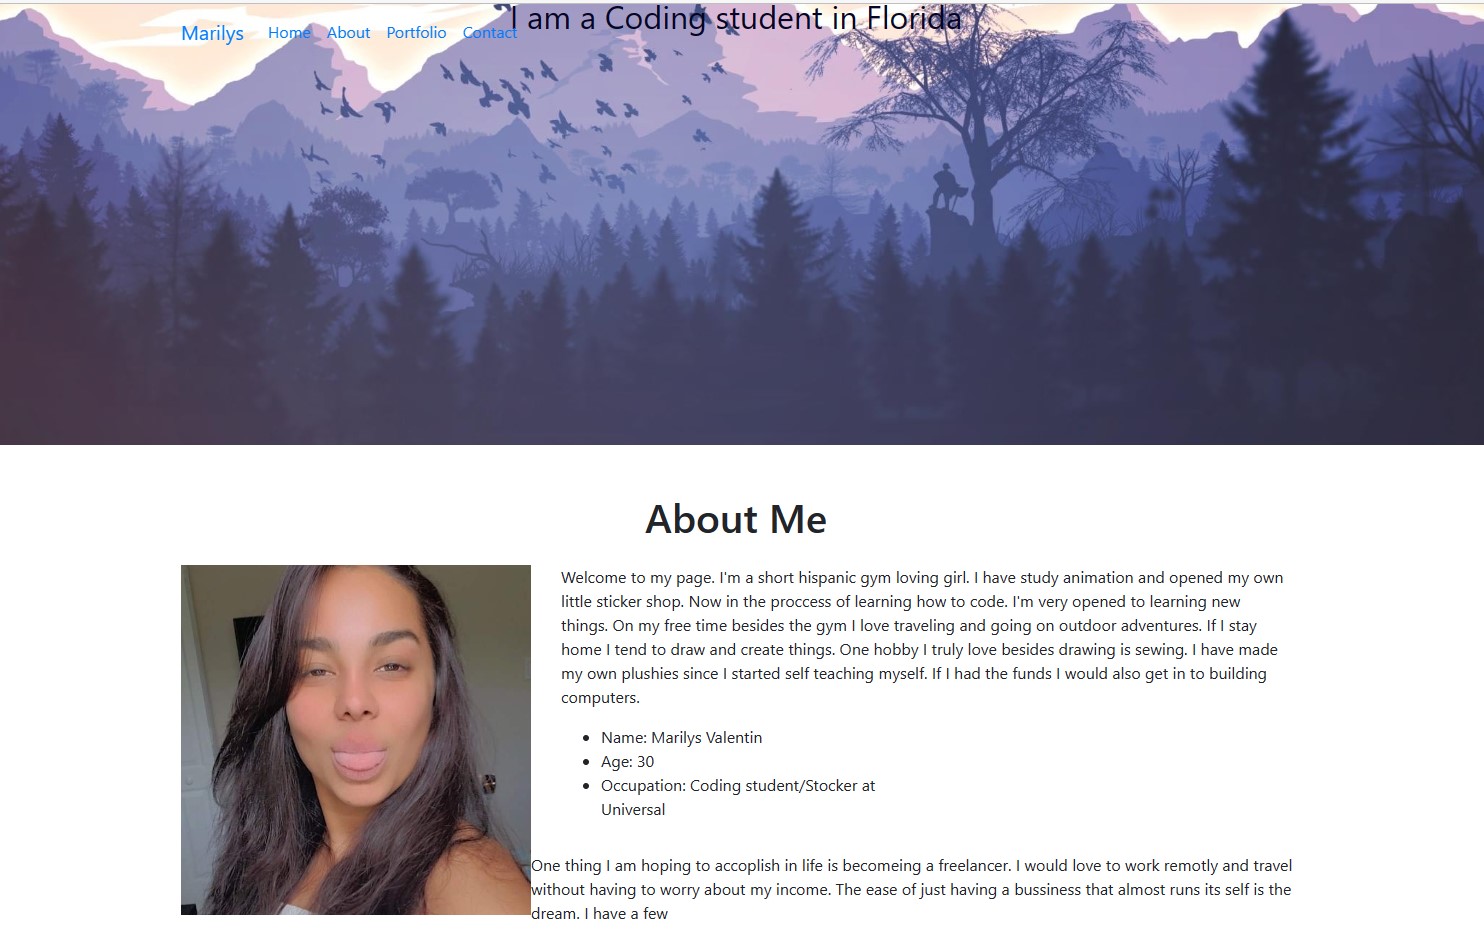 I am a Coding student in Florida
Marilys Home About Portfolio Contact
About Me
Welcome to my page. I'm a short hispanic gym loving girl. I have study animation and opened my own
little sticker shop. Now in the proccess of learning how to code. I'm very opened to learning new
things. On my free time besides the gym I love traveling and going on outdoor adventures. If I stay
home I tend to draw and create things. One hobby I truly love besides drawing is sewing. I have made
my own plushies since I started self teaching myself. If I had the funds I would also get in to building
computers.
• Name: Marilys Valentin
• Age: 30
• Occupation: Coding student/Stocker at
Universal
One thing I am hoping to accoplish in life is becomeing a freelancer. I would love to work remotly and travel
without having to worry about my income. The ease of just having a bussiness that almost runs its self is the
dream. I have a few